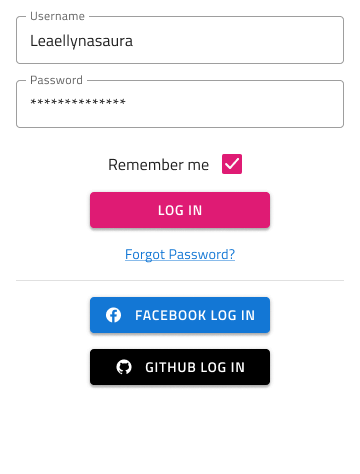 Username
Leaellynasaura
Password
**************
Remember me
LOG IN
Forgot Password?
FACEBOOK LOG IN
GITHUB LOG IN